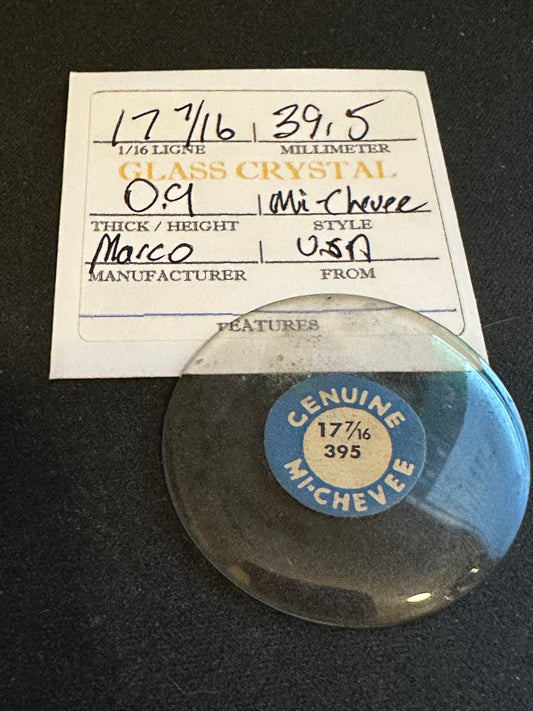 17 7/16 39.5
1/16 LIGNE MILLIMETER
GLASS CRYSTAL
0.9 Mi-Chevee
THICK / HEIGHT STYLE
Marco USA
MANUFACTURER FROM
FEATURES
GENUINE
17 7/16
395
MI-CHEVEE